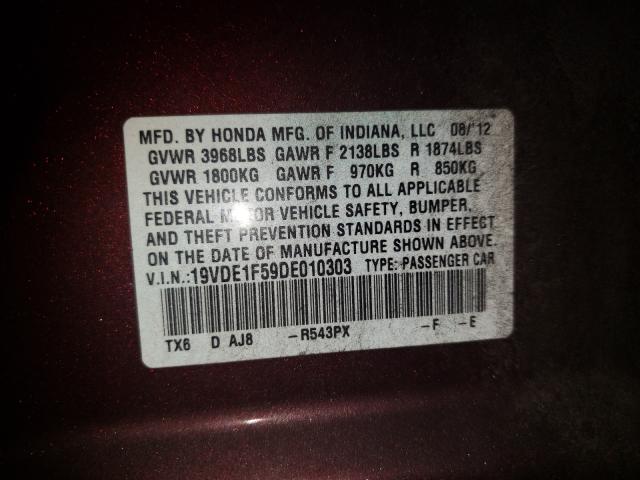 MFD. BY HONDA MFG. OF INDIANA, LLC 08/'12
GVWR 3968LBS GAWR F 2138LBS R 1874LBS
GVWR 1800KG GAWR F 970KG R 850KG
THIS VEHICLE CONFORMS TO ALL APPLICABLE
FEDERAL MOTOR VEHICLE SAFETY, BUMPER,
AND THEFT PREVENTION STANDARDS IN EFFECT
ON THE DATE OF MANUFACTURE SHOWN ABOVE.
V.I.N.:19VDE1F59DE010303 TYPE: PASSENGER CAR
TX6 D AJ8 -R543PX -F -E